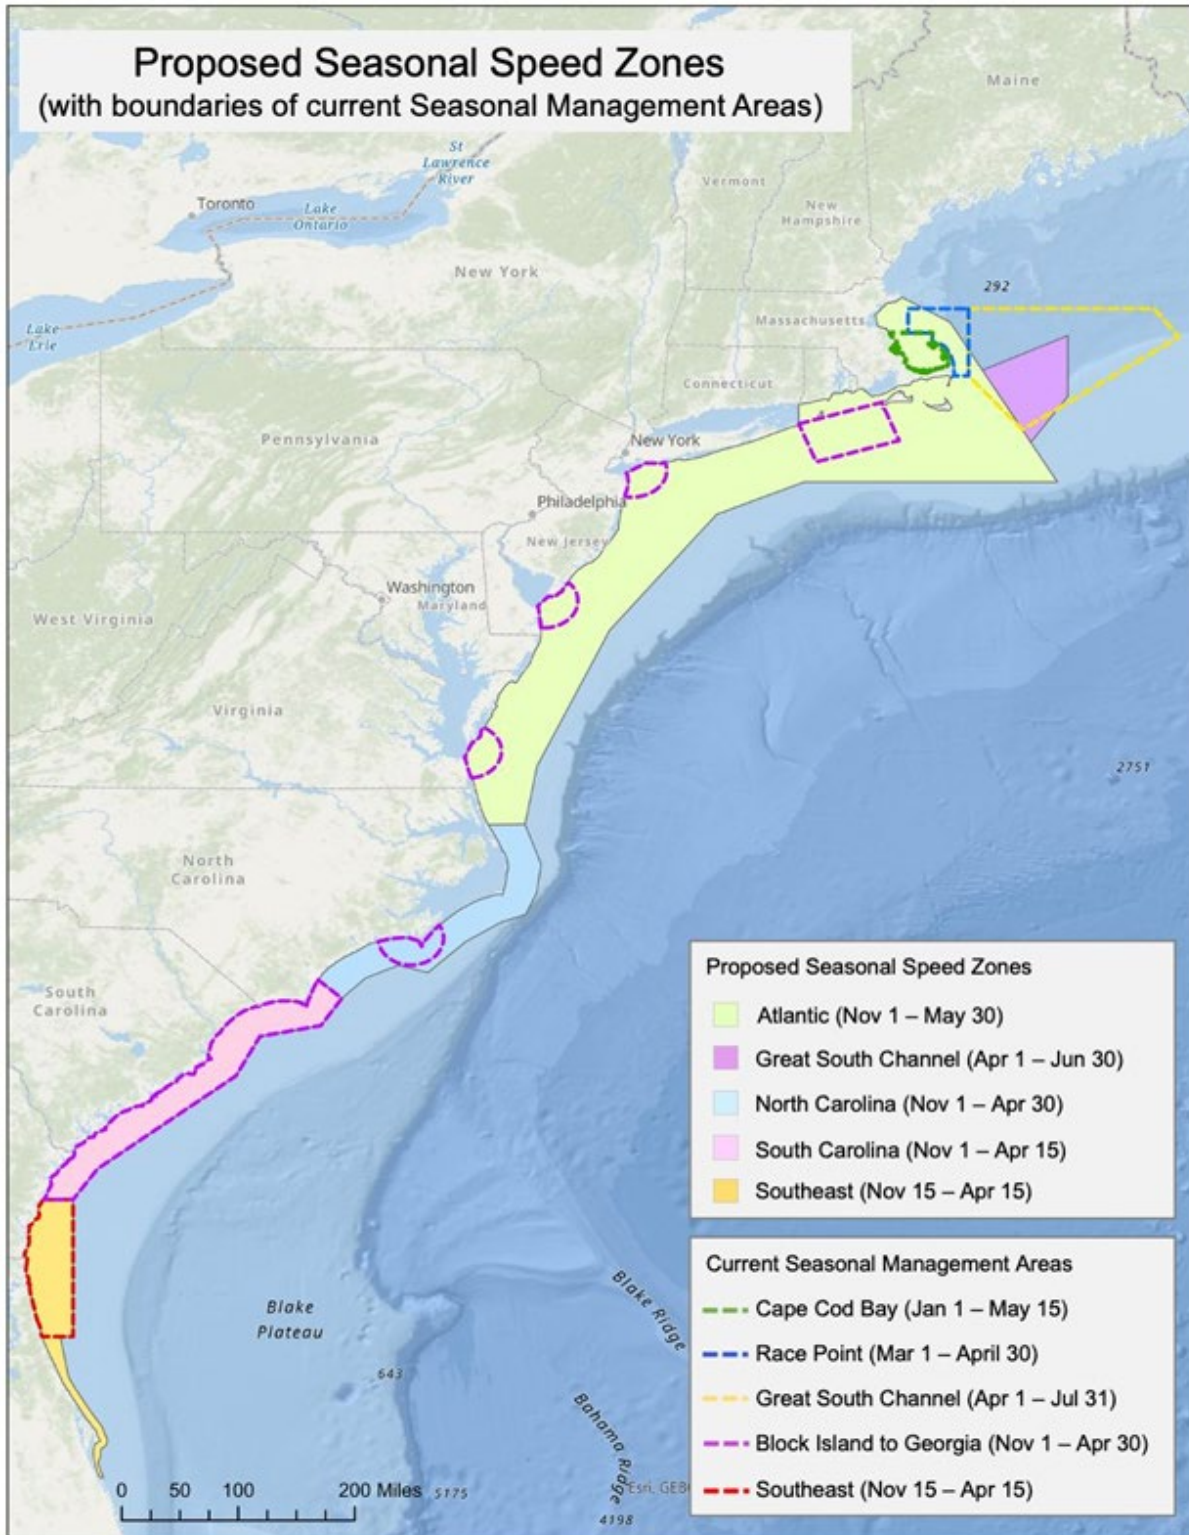 Proposed Seasonal Speed Zones
(with boundaries of current Seasonal Management Areas)
Maine
St
Lawrence
River
Vermont
New
Hampshire
Toronto
Lake
Ontario
New York
292
Lake
Erie
Massachusetts
Connecticut
Pennsylvania
New York
Philadelphia
New Jersey
Washington
Maryland
West Virginia
Virginia
2751
North
Carolina
South
Carolina
Proposed Seasonal Speed Zones
Atlantic (Nov 1 – May 30)
Great South Channel (Apr 1 – Jun 30)
North Carolina (Nov 1 – Apr 30)
South Carolina (Nov 1 – Apr 15)
Southeast (Nov 15 – Apr 15)
Current Seasonal Management Areas
Cape Cod Bay (Jan 1 – May 15)
Race Point (Mar 1 – April 30)
Great South Channel (Apr 1 – Jul 31)
Block Island to Georgia (Nov 1 – Apr 30)
Southeast (Nov 15 – Apr 15)
Blake
Plateau
Blake Ridge
643
Bahama Ridge
0 50 100 200 Miles
5175
Esri, GEB
4198